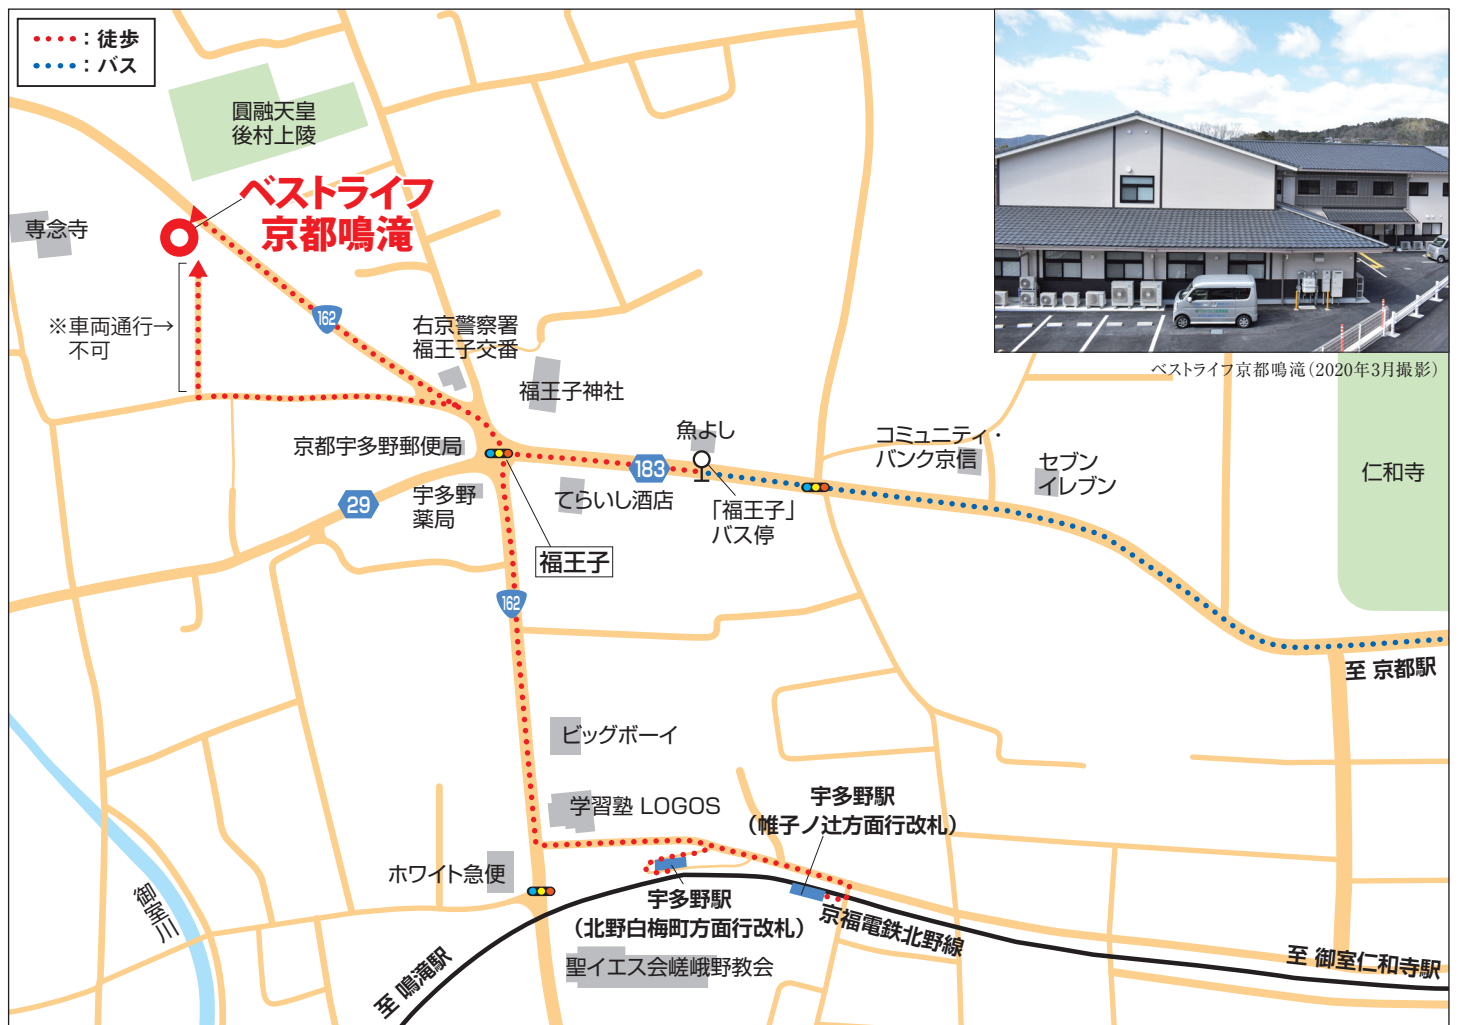 ：徒歩
：バス
圓融天皇
後村上陵
ベストライフ
京都鳴滝
専念寺
※車両通行→
不可
162
右京警察署
福王子交番
福王子神社
京都宇多野郵便局
魚よし
183
コミュニティ・
バンク京信
セブン
イレブン
仁和寺
ベストライフ京都鳴滝（2020年3月撮影）
29
宇多野
薬局
てらいし酒店
「福王子」
バス停
福王子
162
至 京都駅
ビッグボーイ
学習塾 LOGOS
宇多野駅
（帷子ノ辻方面行改札）
ホワイト急便
宇多野駅
（北野白梅町方面行改札）
京福電鉄北野線
御室川
聖イエス会嵯峨野教会
至 鳴滝駅
至 御室仁和寺駅